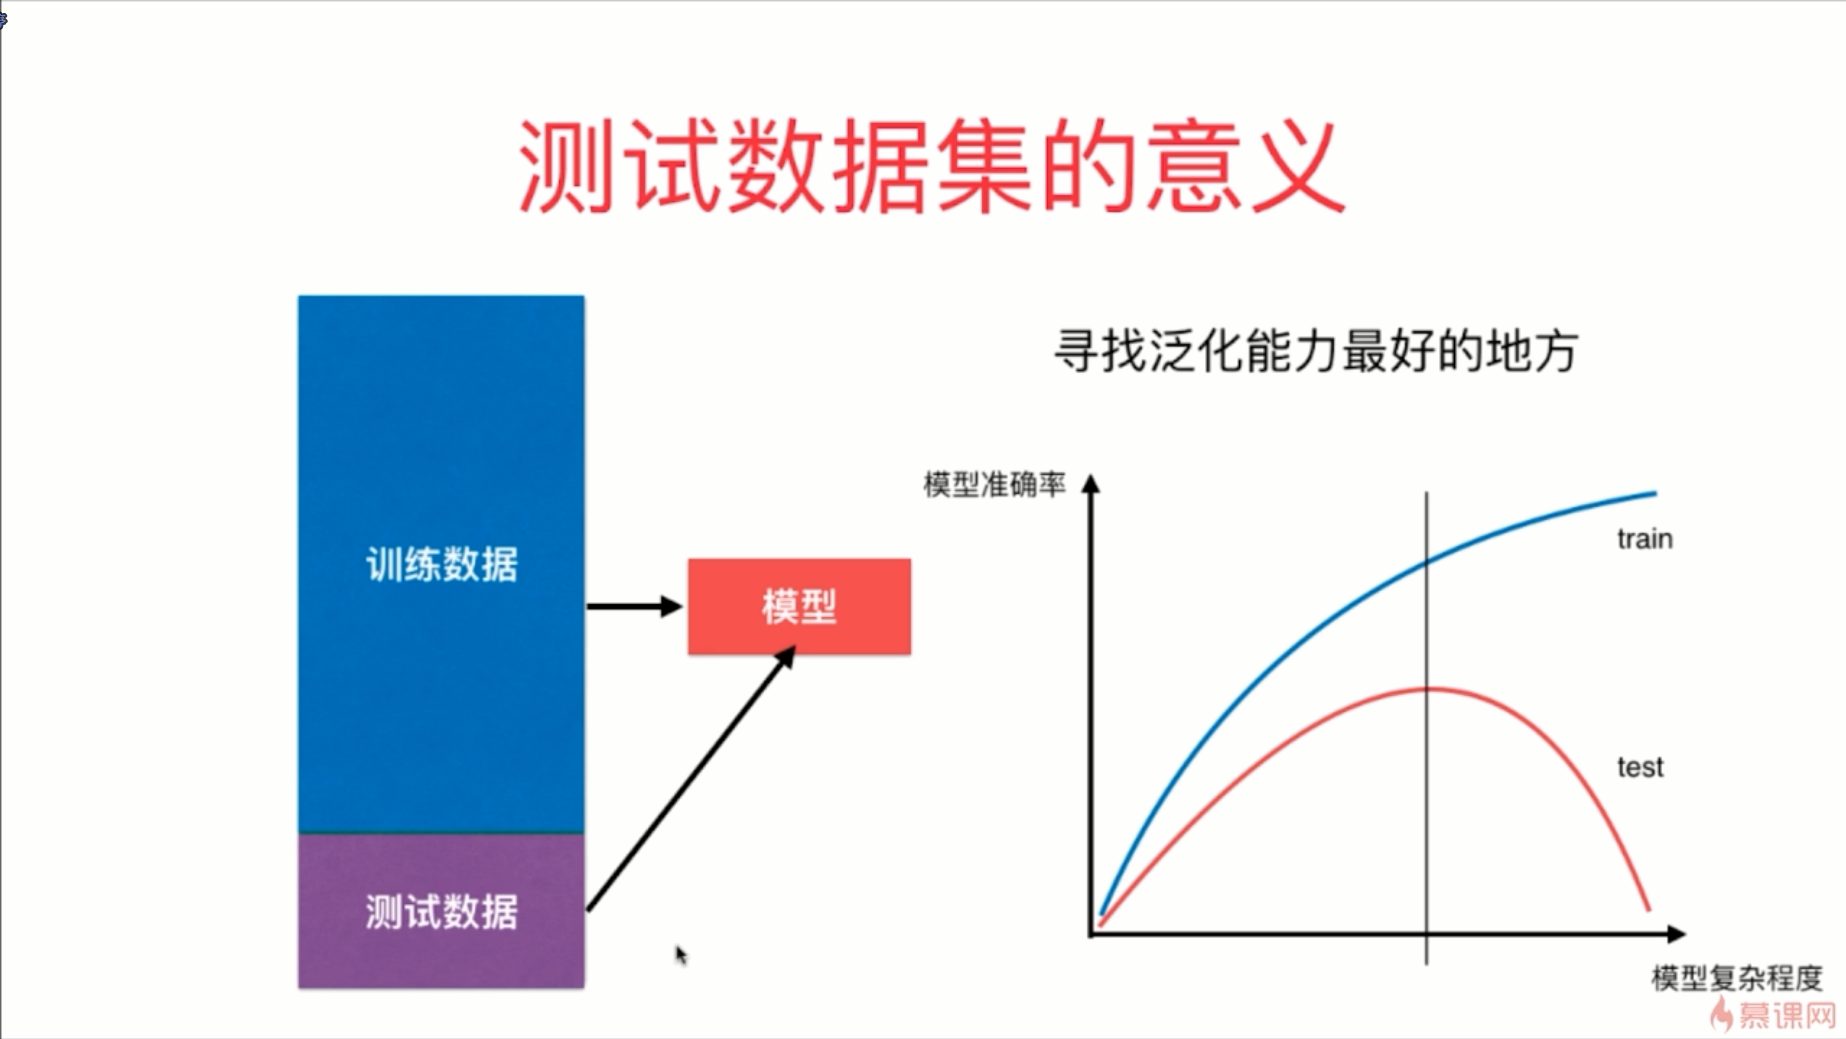 测试数据集的意义
寻找泛化能力最好的地方
训练数据
模型
测试数据
模型准确率
train
test
模型复杂程度
慕课网